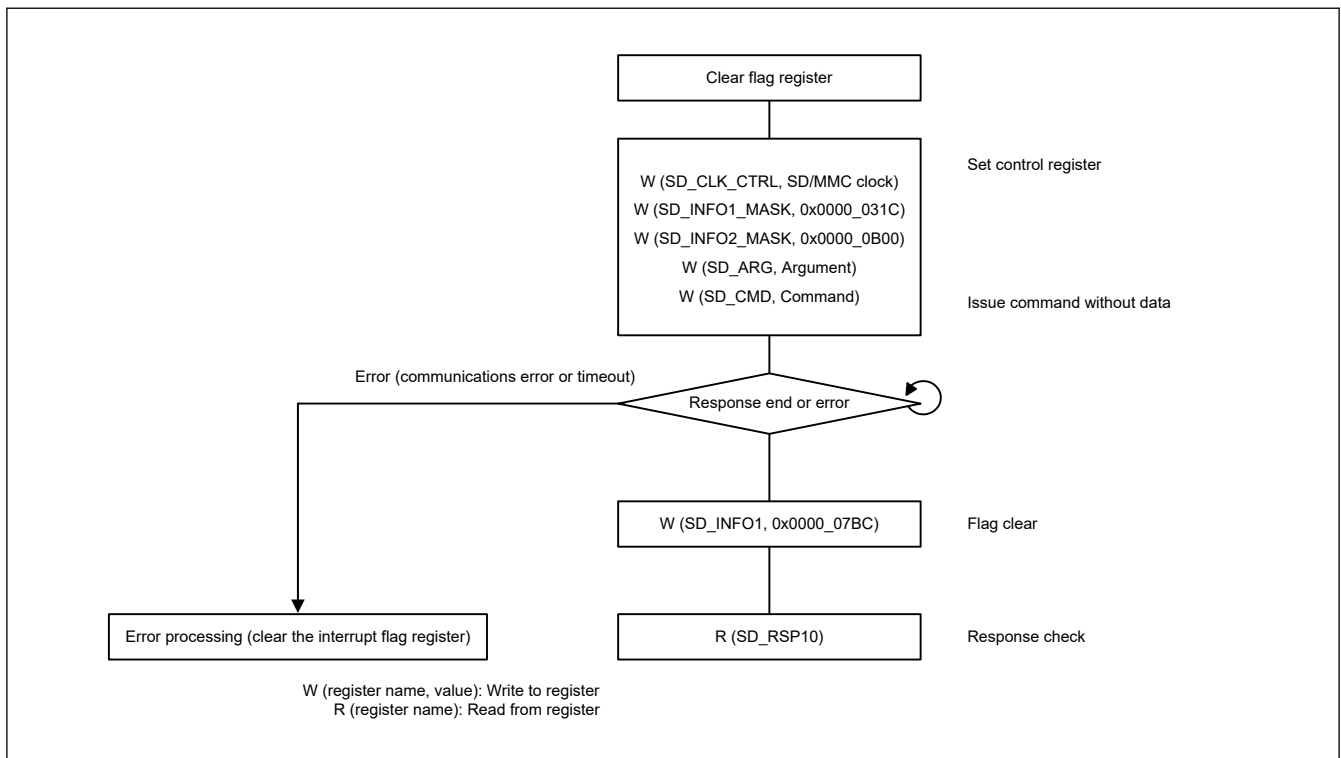 Clear flag register
W (SD_CLK_CTRL, SD/MMC clock)
Set control register
W (SD_INFO1_MASK, 0x0000_031C)
W (SD_INFO2_MASK, 0x0000_0B00)
W (SD_ARG, Argument)
W (SD_CMD, Command)
Issue command without data
Error (communications error or timeout)
Response end or error
W (SD_INFO1, 0x0000_07BC)
Flag clear
Error processing (clear the interrupt flag register)
R (SD_RSP10)
Response check
W (register name, value): Write to register
R (register name): Read from register